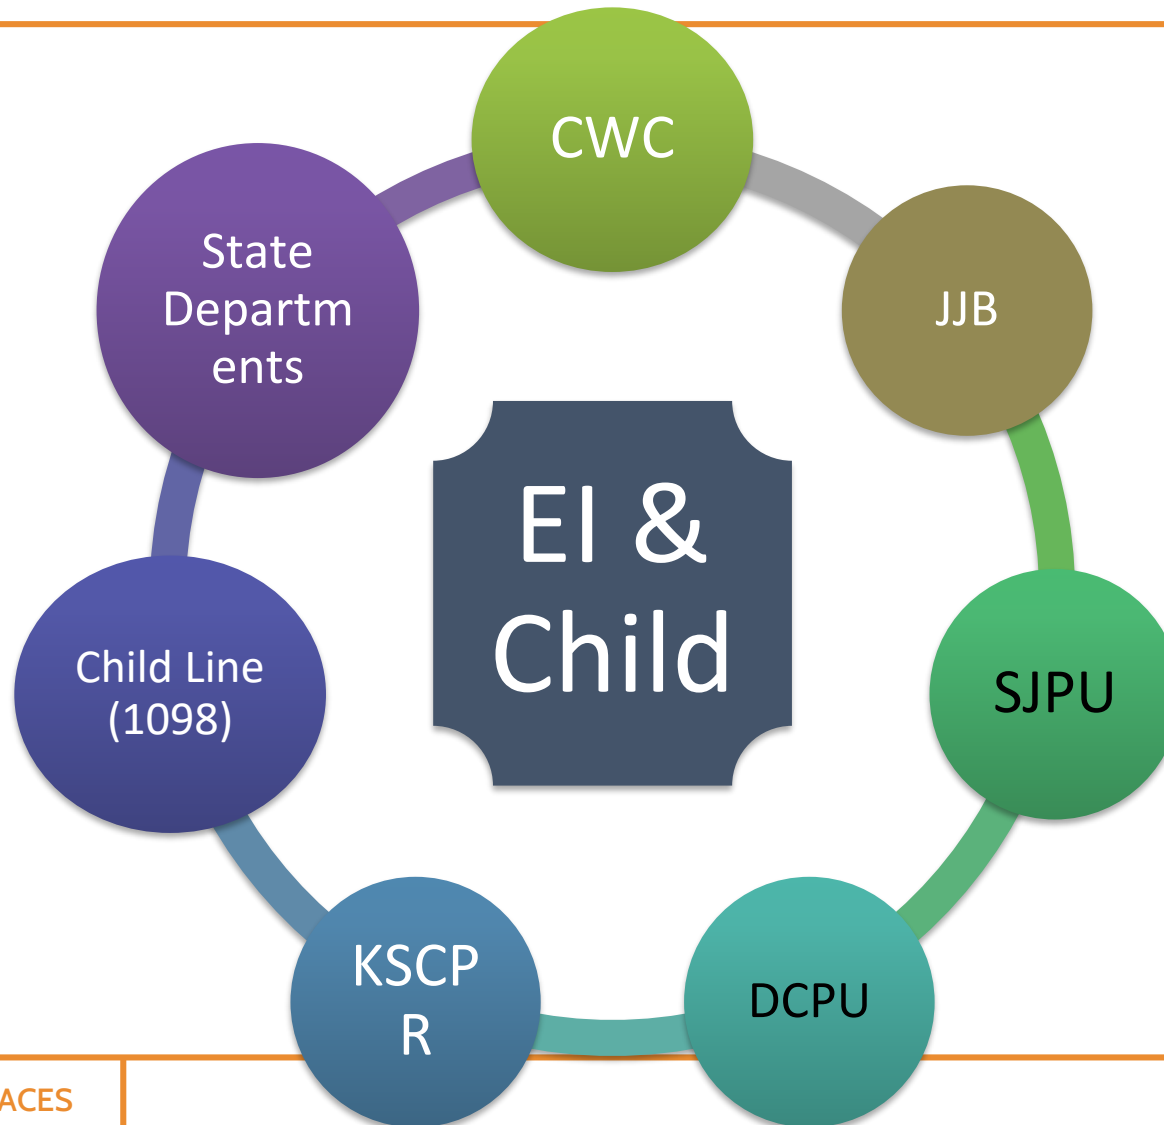 CWC
JJB
State
Departm
ents
EI &
Child
SJPU
Child Line
(1098)
KSCP
R
DCPU
ACES